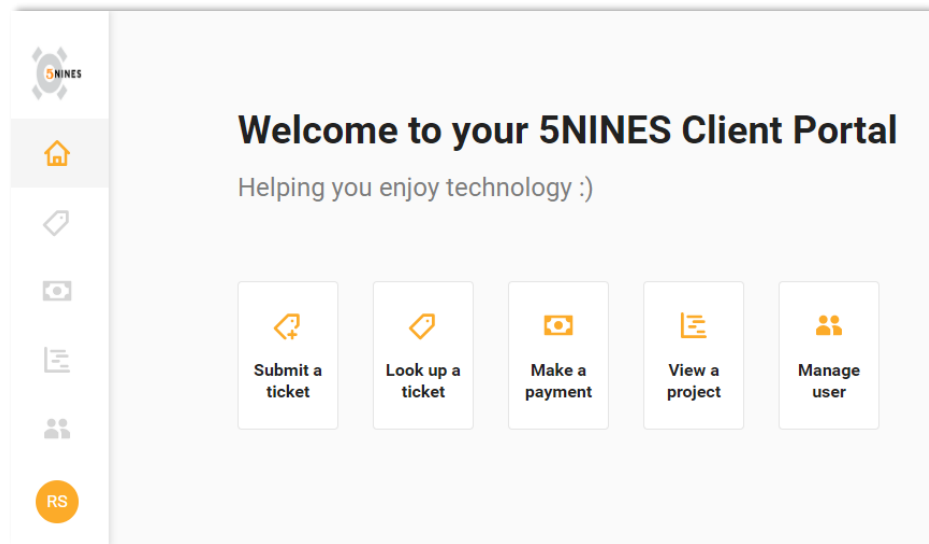 5NINES
Welcome to your 5NINES Client Portal
Helping you enjoy technology :)
Submit a
ticket
Look up a
ticket
Make a
payment
View a
project
Manage
user
RS